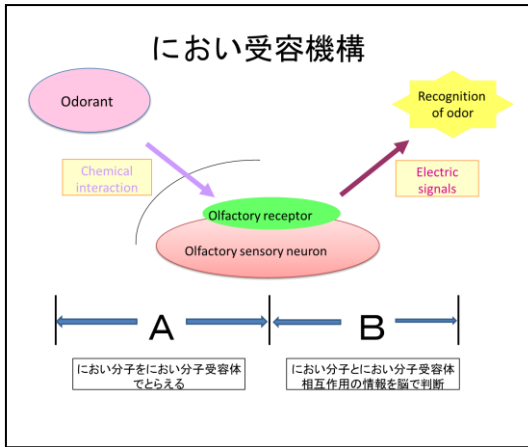 におい受容機構
Odorant
Recognition
of odor
Chemical
interaction
Electric
signals
Olfactory receptor
Olfactory sensory neuron
A
B
におい分子をにおい分子受容体
でとらえる
におい分子とにおい分子受容体
相互作用の情報を脳で判断